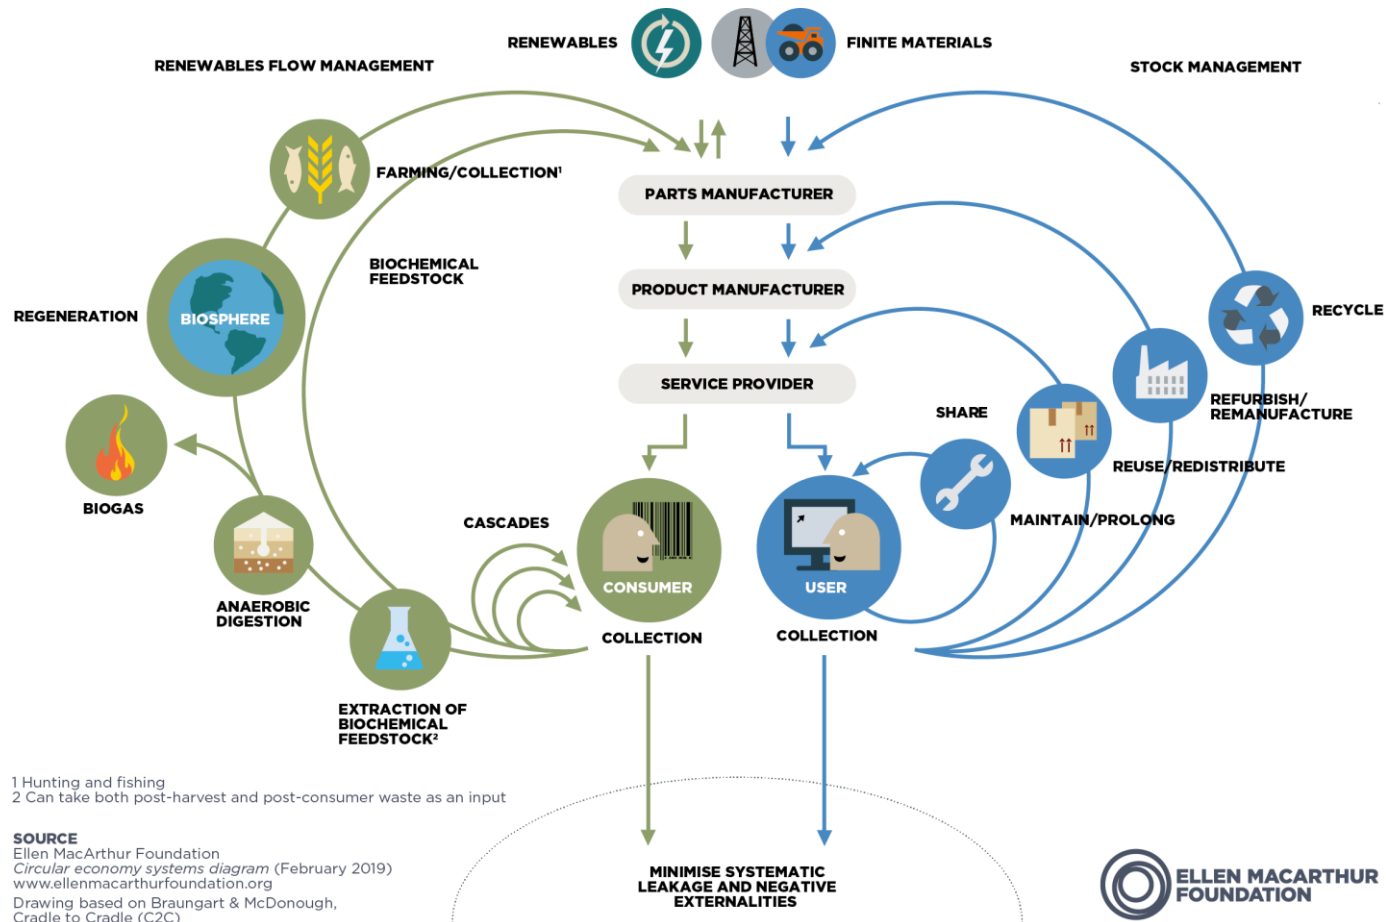 RENEWABLES
FINITE MATERIALS
RENEWABLES FLOW MANAGEMENT
STOCK MANAGEMENT
FARMING/COLLECTION¹
PARTS MANUFACTURER
BIOCHEMICAL
FEEDSTOCK
PRODUCT MANUFACTURER
REGENERATION
BIOSPHERE
RECYCLE
SERVICE PROVIDER
SHARE
REFURBISH/
REMANUFACTURE
REUSE/REDISTRIBUTE
BIOGAS
CASCADES
MAINTAIN/PROLONG
CONSUMER
USER
ANAEROBIC
DIGESTION
COLLECTION
COLLECTION
EXTRACTION OF
BIOCHEMICAL
FEEDSTOCK²
1 Hunting and fishing
2 Can take both post-harvest and post-consumer waste as an input
SOURCE
Ellen MacArthur Foundation
Circular economy systems diagram (February 2019)
www.ellenmacarthurfoundation.org
Drawing based on Braungart & McDonough,
Cradle to Cradle (C2C)
MINIMISE SYSTEMATIC
LEAKAGE AND NEGATIVE
EXTERNALITIES
ELLEN MACARTHUR
FOUNDATION